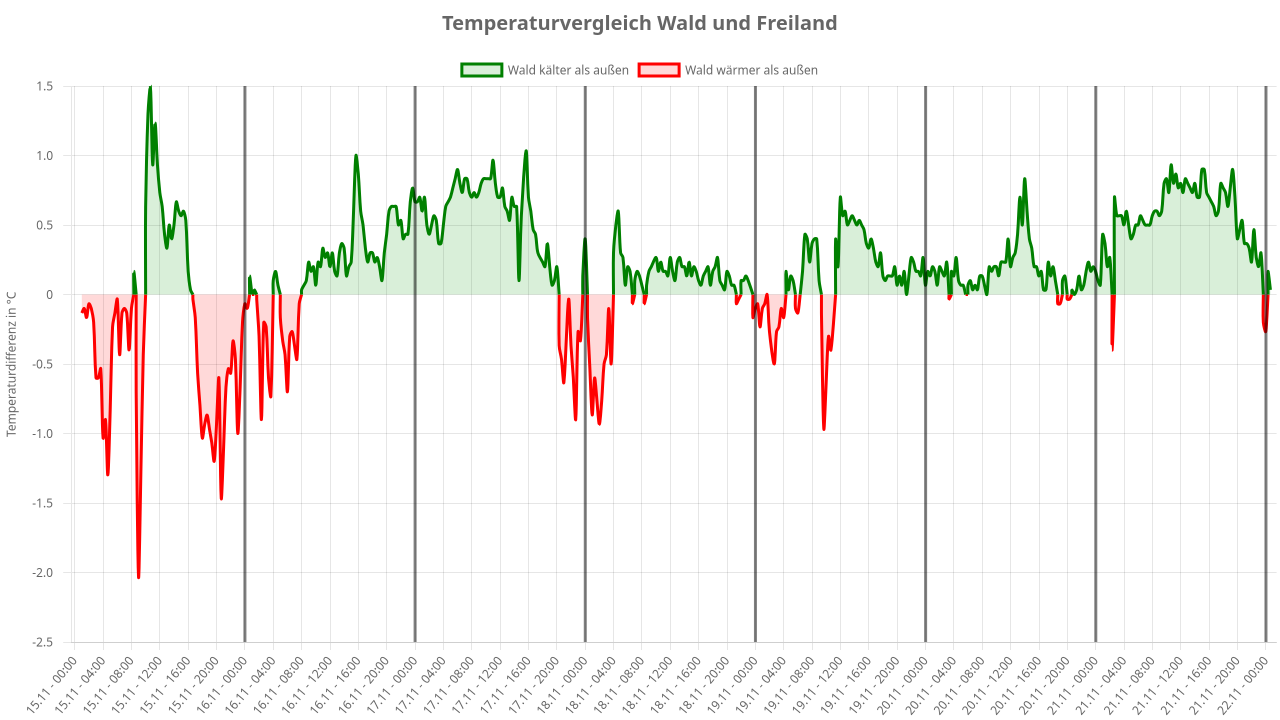 Temperaturvergleich Wald und Freiland
Wald kälter als außen
Wald wärmer als außen
Temperaturdifferenz in °C
1.5
1.0
0.5
0
-0.5
-1.0
-1.5
-2.0
-2.5
15.11 - 00:00
15.11 - 04:00
15.11 - 08:00
15.11 - 12:00
15.11 - 16:00
15.11 - 20:00
16.11 - 00:00
16.11 - 04:00
16.11 - 08:00
16.11 - 12:00
16.11 - 16:00
16.11 - 20:00
17.11 - 00:00
17.11 - 04:00
17.11 - 08:00
17.11 - 12:00
17.11 - 16:00
17.11 - 20:00
18.11 - 00:00
18.11 - 04:00
18.11 - 08:00
18.11 - 12:00
18.11 - 16:00
18.11 - 20:00
19.11 - 00:00
19.11 - 04:00
19.11 - 08:00
19.11 - 12:00
19.11 - 16:00
19.11 - 20:00
20.11 - 00:00
20.11 - 04:00
20.11 - 08:00
20.11 - 12:00
20.11 - 16:00
20.11 - 20:00
21.11 - 00:00
21.11 - 04:00
21.11 - 08:00
21.11 - 12:00
21.11 - 16:00
21.11 - 20:00
22.11 - 00:00